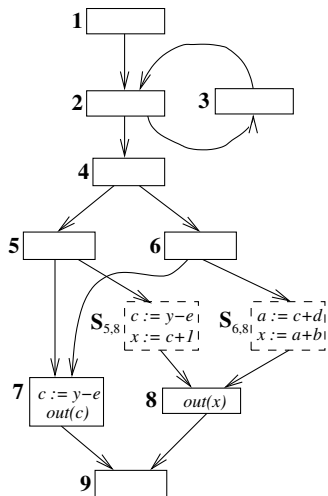 1
2
3
4
5
6
S5,8
c := y−e
x := c+1
S6,8
a := c+d
x := a+b
7
c := y−e
out(c)
8
out(x)
9